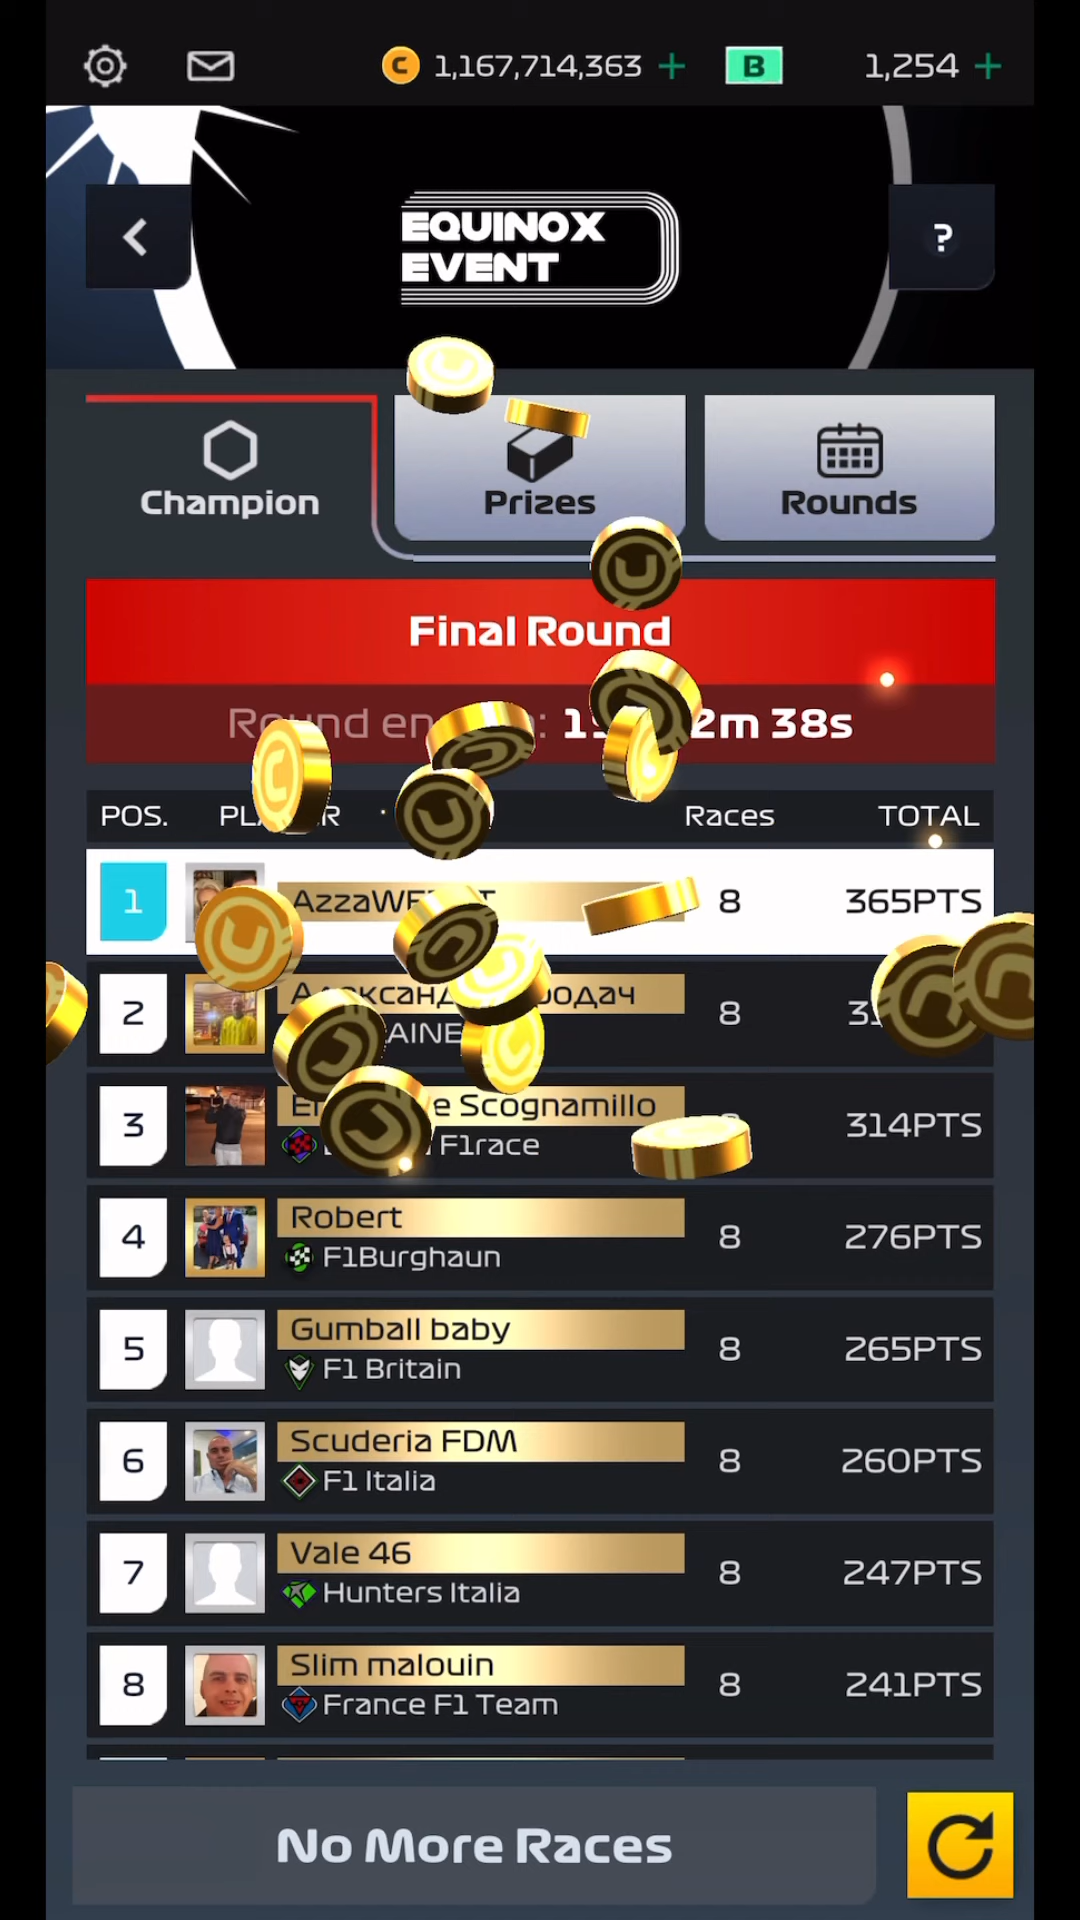 1,167,714,363
B
1,254
EQUINOX
EVENT
?
Champion
Prizes
Rounds
Final Round
Round 38s
POS.
Races
TOTAL
1
8
365PTS
2
8
3
Scognamillo
F1race
314PTS
4
Robert
F1Burghaun
8
276PTS
5
Gumball baby
F1 Britain
8
265PTS
6
Scuderia FDM
F1 Italia
8
260PTS
7
Vale 46
Hunters Italia
8
247PTS
8
Slim malouin
France F1 Team
8
241PTS
No More Races